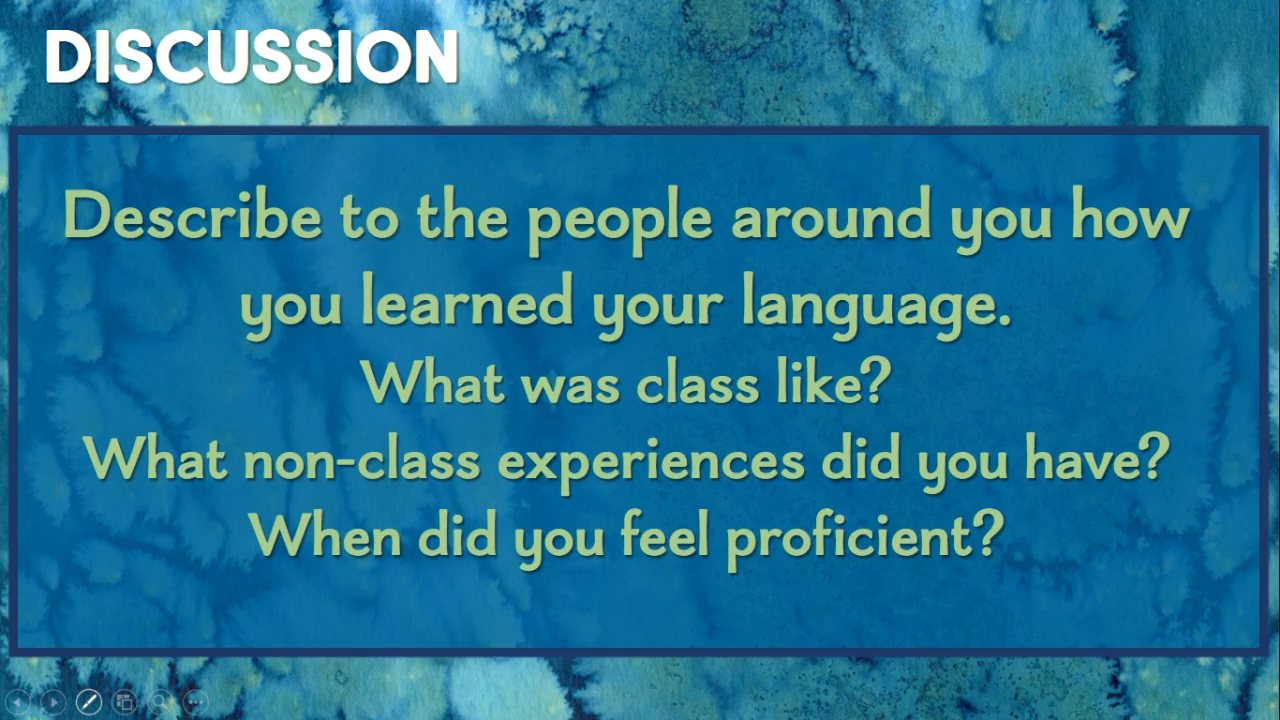 DISCUSSION
Describe to the people around you how
you learned your language.
What was class like?
What non-class experiences did you have?
When did you feel proficient?